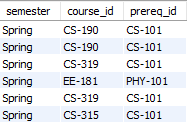 semester course_id prereq_id
Spring CS-190 CS-101
Spring CS-190 CS-101
Spring CS-319 CS-101
Spring EE-181 PHY-101
Spring CS-319 CS-101
Spring CS-315 CS-101